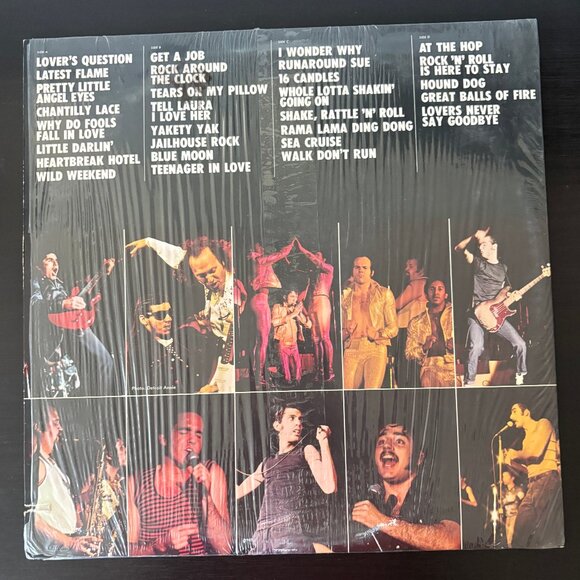 SIDE A
LOVER'S QUESTION
LATEST FLAME
PRETTY LITTLE
ANGEL EYES
CHANTILLY LACE
WHY DO FOOLS
FALL IN LOVE
LITTLE DARLIN'
HEARTBREAK HOTEL
WILD WEEKEND
SIDE B
GET A JOB
ROCK AROUND
THE CLOCK
TEARS ON MY PILLOW
TELL LAURA
I LOVE HER
YAKETY YAK
JAILHOUSE ROCK
BLUE MOON
TEENAGER IN LOVE
SIDE C
I WONDER WHY
RUNAROUND SUE
16 CANDLES
WHOLE LOTTA SHAKIN'
GOING ON
SHAKE, RATTLE 'N' ROLL
RAMA LAMA DING DONG
SEA CRUISE
WALK DON'T RUN
SIDE D
AT THE HOP
ROCK 'N' ROLL
IS HERE TO STAY
HOUND DOG
GREAT BALLS OF FIRE
LOVERS NEVER
SAY GOODBYE
Photo: Detroit Annie